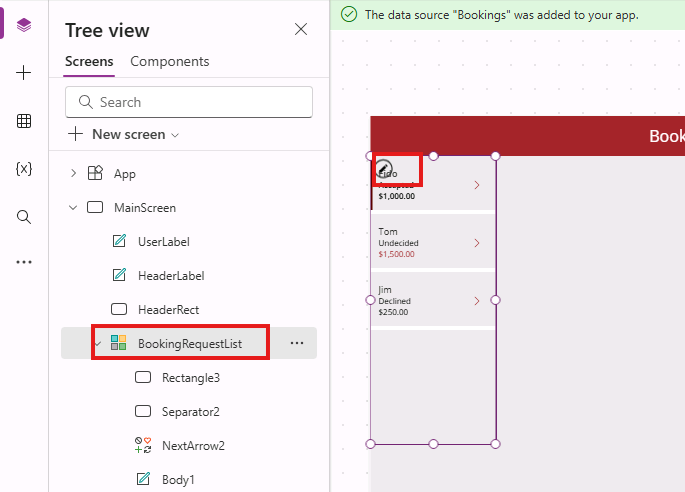 Tree view
The data source "Bookings" was added to your app.
Screens
Components
Search
New screen
App
MainScreen
UserLabel
HeaderLabel
HeaderRect
BookingRequestList
Rectangle3
Separator2
NextArrow2
Body1
{x}
Book
Fido
Accepted
$1,000.00
Tom
Undecided
$1,500.00
Jim
Declined
$250.00